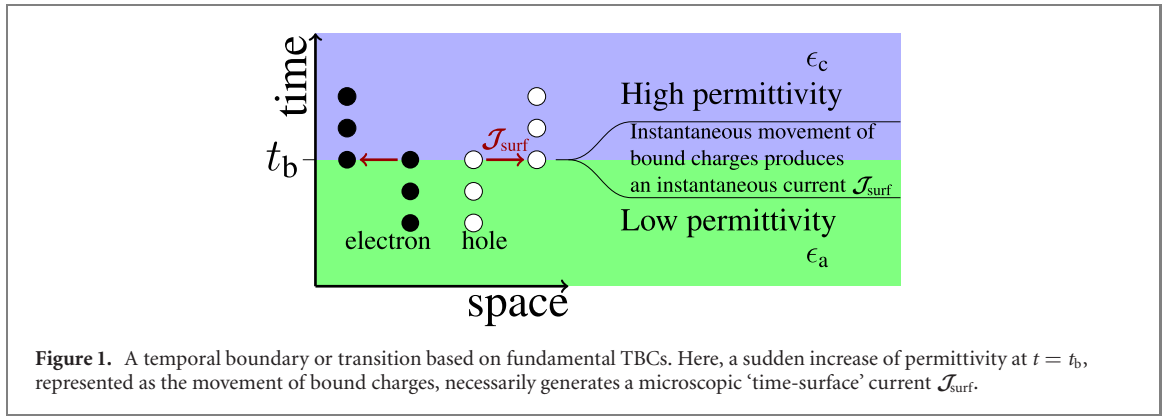 time
ϵc
High permittivity
𝒥surf
Instantaneous movement of
bound charges produces
an instantaneous current 𝒥surf
tb
Low permittivity
electron hole
ϵa
space
Figure 1. A temporal boundary or transition based on fundamental TBCs. Here, a sudden increase of permittivity at t = tb,
represented as the movement of bound charges, necessarily generates a microscopic ‘time-surface’ current 𝒥surf.